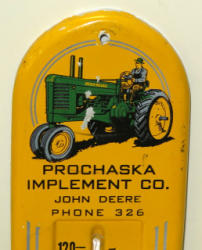 PROCHASKA
IMPLEMENT CO.
JOHN DEERE
PHONE 326
120